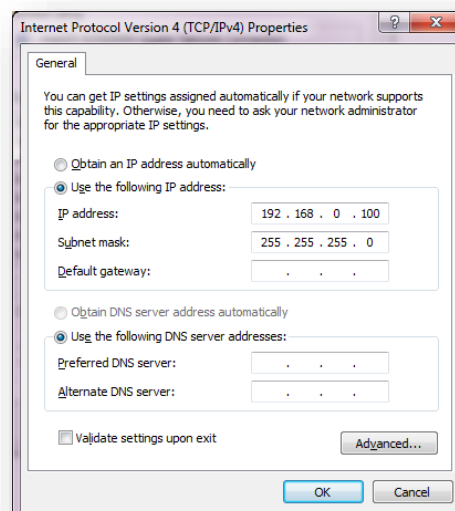 Internet Protocol Version 4 (TCP/IPv4) Properties
General
You can get IP settings assigned automatically if your network supports
this capability. Otherwise, you need to ask your network administrator
for the appropriate IP settings.
Obtain an IP address automatically
Use the following IP address:
IP address: 192 . 168 . 0 . 100
Subnet mask: 255 . 255 . 255 . 0
Default gateway: . . .
Obtain DNS server address automatically
Use the following DNS server addresses:
Preferred DNS server: . . .
Alternate DNS server: . . .
Validate settings upon exit
Advanced...
OK Cancel